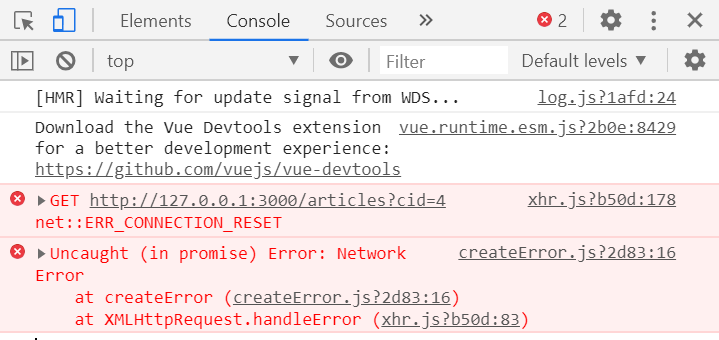 Elements Console Sources » 2
top Filter Default levels
[HMR] Waiting for update signal from WDS... log.js?1afd:24
Download the Vue Devtools extension vue.runtime.esm.js?2b0e:8429
for a better development experience:
https://github.com/vuejs/vue-devtools
GET http://127.0.0.1:3000/articles?cid=4 xhr.js?b50d:178
net::ERR_CONNECTION_RESET
Uncaught (in promise) Error: Network createError.js?2d83:16
Error
at createError (createError.js?2d83:16)
at XMLHttpRequest.handleError (xhr.js?b50d:83)